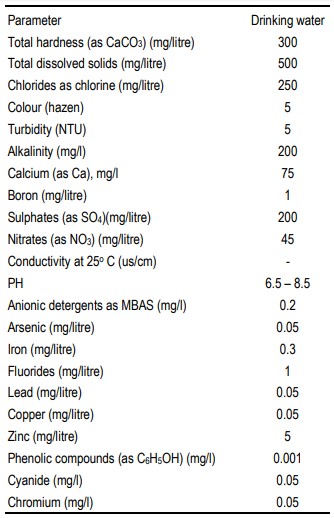 Parameter Drinking water
Total hardness (as CaCO₃) (mg/litre) 300
Total dissolved solids (mg/litre) 500
Chlorides as chlorine (mg/litre) 250
Colour (hazen) 5
Turbidity (NTU) 5
Alkalinity (mg/l) 200
Calcium (as Ca), mg/l 75
Boron (mg/litre) 1
Sulphates (as SO₄)(mg/litre) 200
Nitrates (as NO₃) (mg/litre) 45
Conductivity at 25⁰ C (us/cm) -
PH 6.5 – 8.5
Anionic detergents as MBAS (mg/l) 0.2
Arsenic (mg/litre) 0.05
Iron (mg/litre) 0.3
Fluorides (mg/litre) 1
Lead (mg/litre) 0.05
Copper (mg/litre) 0.05
Zinc (mg/litre) 5
Phenolic compounds (as C₆H₅OH) (mg/l) 0.001
Cyanide (mg/l) 0.05
Chromium (mg/l) 0.05